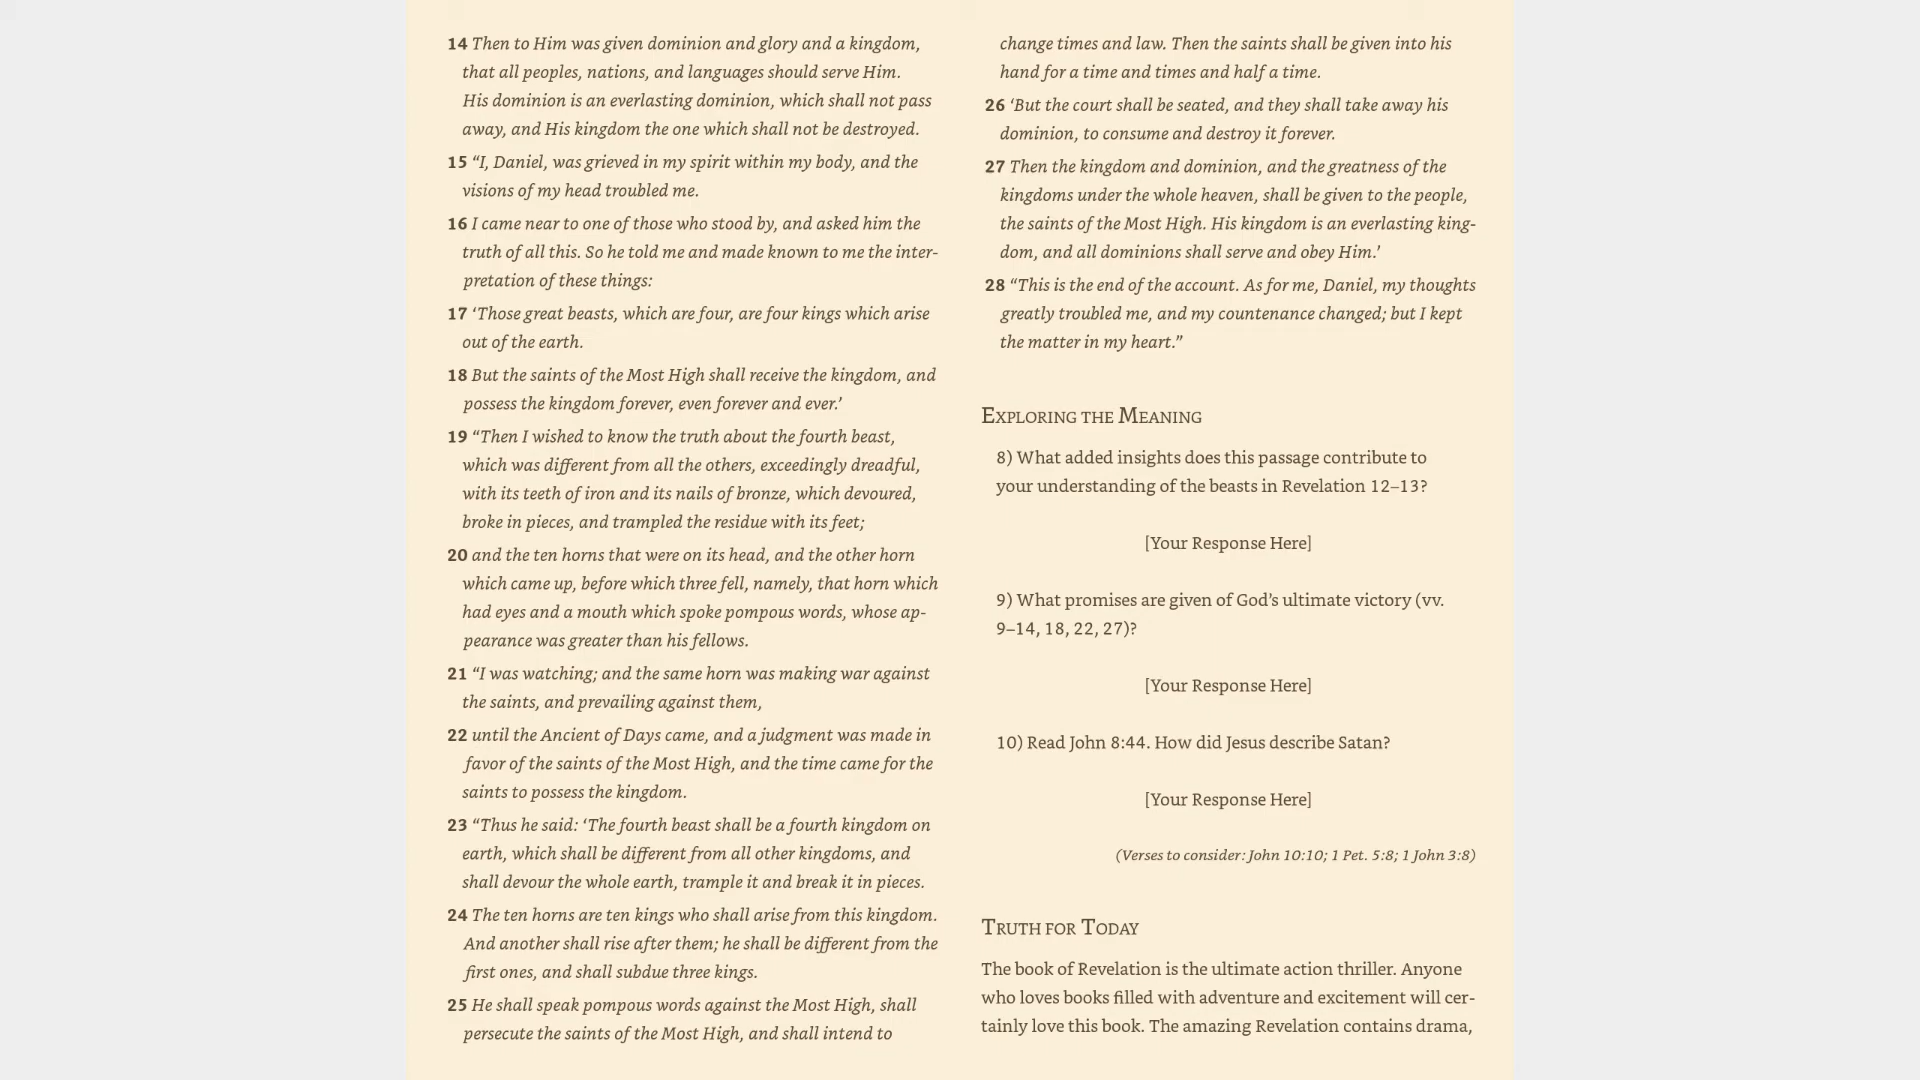 14 Then to Him was given dominion and glory and a kingdom,
that all peoples, nations, and languages should serve Him.
His dominion is an everlasting dominion, which shall not pass
away, and His kingdom the one which shall not be destroyed.
15 “I, Daniel, was grieved in my spirit within my body, and the
visions of my head troubled me.
16 I came near to one of those who stood by, and asked him the
truth of all this. So he told me and made known to me the inter-
pretation of these things:
17 ‘Those great beasts, which are four, are four kings which arise
out of the earth.
18 But the saints of the Most High shall receive the kingdom, and
possess the kingdom forever, even forever and ever.’
19 “Then I wished to know the truth about the fourth beast,
which was different from all the others, exceedingly dreadful,
with its teeth of iron and its nails of bronze, which devoured,
broke in pieces, and trampled the residue with its feet;
20 and the ten horns that were on its head, and the other horn
which came up, before which three fell, namely, that horn which
had eyes and a mouth which spoke pompous words, whose ap-
pearance was greater than his fellows.
21 “I was watching; and the same horn was making war against
the saints, and prevailing against them,
22 until the Ancient of Days came, and a judgment was made in
favor of the saints of the Most High, and the time came for the
saints to possess the kingdom.
23 “Thus he said: ‘The fourth beast shall be a fourth kingdom on
earth, which shall be different from all other kingdoms, and
shall devour the whole earth, trample it and break it in pieces.
24 The ten horns are ten kings who shall arise from this kingdom.
And another shall rise after them; he shall be different from the
first ones, and shall subdue three kings.
25 He shall speak pompous words against the Most High, shall
persecute the saints of the Most High, and shall intend to
change times and law. Then the saints shall be given into his
hand for a time and times and half a time.
26 ‘But the court shall be seated, and they shall take away his
dominion, to consume and destroy it forever.
27 Then the kingdom and dominion, and the greatness of the
kingdoms under the whole heaven, shall be given to the people,
the saints of the Most High. His kingdom is an everlasting king-
dom, and all dominions shall serve and obey Him.’
28 “This is the end of the account. As for me, Daniel, my thoughts
greatly troubled me, and my countenance changed; but I kept
the matter in my heart.”
Exploring the Meaning
8) What added insights does this passage contribute to
your understanding of the beasts in Revelation 12–13?
[Your Response Here]
9) What promises are given of God’s ultimate victory (vv.
9–14, 18, 22, 27)?
[Your Response Here]
10) Read John 8:44. How did Jesus describe Satan?
[Your Response Here]
(Verses to consider: John 10:10; 1 Pet. 5:8; 1 John 3:8)
Truth for Today
The book of Revelation is the ultimate action thriller. Anyone
who loves books filled with adventure and excitement will cer-
tainly love this book. The amazing Revelation contains drama,